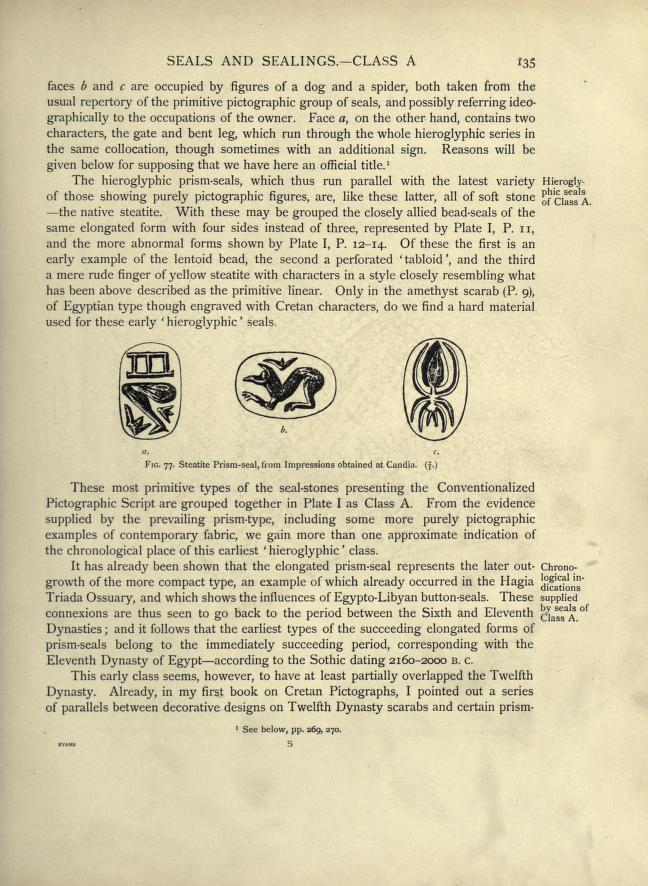 SEALS AND SEALINGS.—CLASS A 135
faces b and c are occupied by figures of a dog and a spider, both taken from the
usual repertory of the primitive pictographic group of seals, and possibly referring ideo-
graphically to the occupations of the owner. Face a, on the other hand, contains two
characters, the gate and bent leg, which run through the whole hieroglyphic series in
the same collocation, though sometimes with an additional sign. Reasons will be
given below for supposing that we have here an official title.¹
The hieroglyphic prism-seals, which thus run parallel with the latest variety
of those showing purely pictographic figures, are, like these latter, all of soft stone
—the native steatite. With these may be grouped the closely allied bead-seals of the
same elongated form with four sides instead of three, represented by Plate I, P. 11,
and the more abnormal forms shown by Plate I, P. 12–14. Of these the first is an
early example of the lentoid bead, the second a perforated ‘tabloid’, and the third
a mere rude finger of yellow steatite with characters in a style closely resembling what
has been above described as the primitive linear. Only in the amethyst scarab (P. 9),
of Egyptian type though engraved with Cretan characters, do we find a hard material
used for these early ‘hieroglyphic’ seals.
Hierogly-
phic seals
of Class A.
a.
b.
c.
FIG. 77. Steatite Prism-seal, from Impressions obtained at Candia.
These most primitive types of the seal-stones presenting the Conventionalized
Pictographic Script are grouped together in Plate I as Class A. From the evidence
supplied by the prevailing prism-type, including some more purely pictographic
examples of contemporary fabric, we gain more than one approximate indication of
the chronological place of this earliest ‘hieroglyphic’ class.
It has already been shown that the elongated prism-seal represents the later out-
growth of the more compact type, an example of which already occurred in the Hagia
Triada Ossuary, and which shows the influences of Egypto-Libyan button-seals. These
connexions are thus seen to go back to the period between the Sixth and Eleventh
Dynasties; and it follows that the earliest types of the succeeding elongated forms of
prism-seals belong to the immediately succeeding period, corresponding with the
Eleventh Dynasty of Egypt—according to the Sothic dating 2160–2000 B. C.
Chrono-
logical in-
dications
supplied
by seals of
Class A.
This early class seems, however, to have at least partially overlapped the Twelfth
Dynasty. Already, in my first book on Cretan Pictographs, I pointed out a series
of parallels between decorative designs on Twelfth Dynasty scarabs and certain prism-
¹ See below, pp. 269, 270.
EVANS S